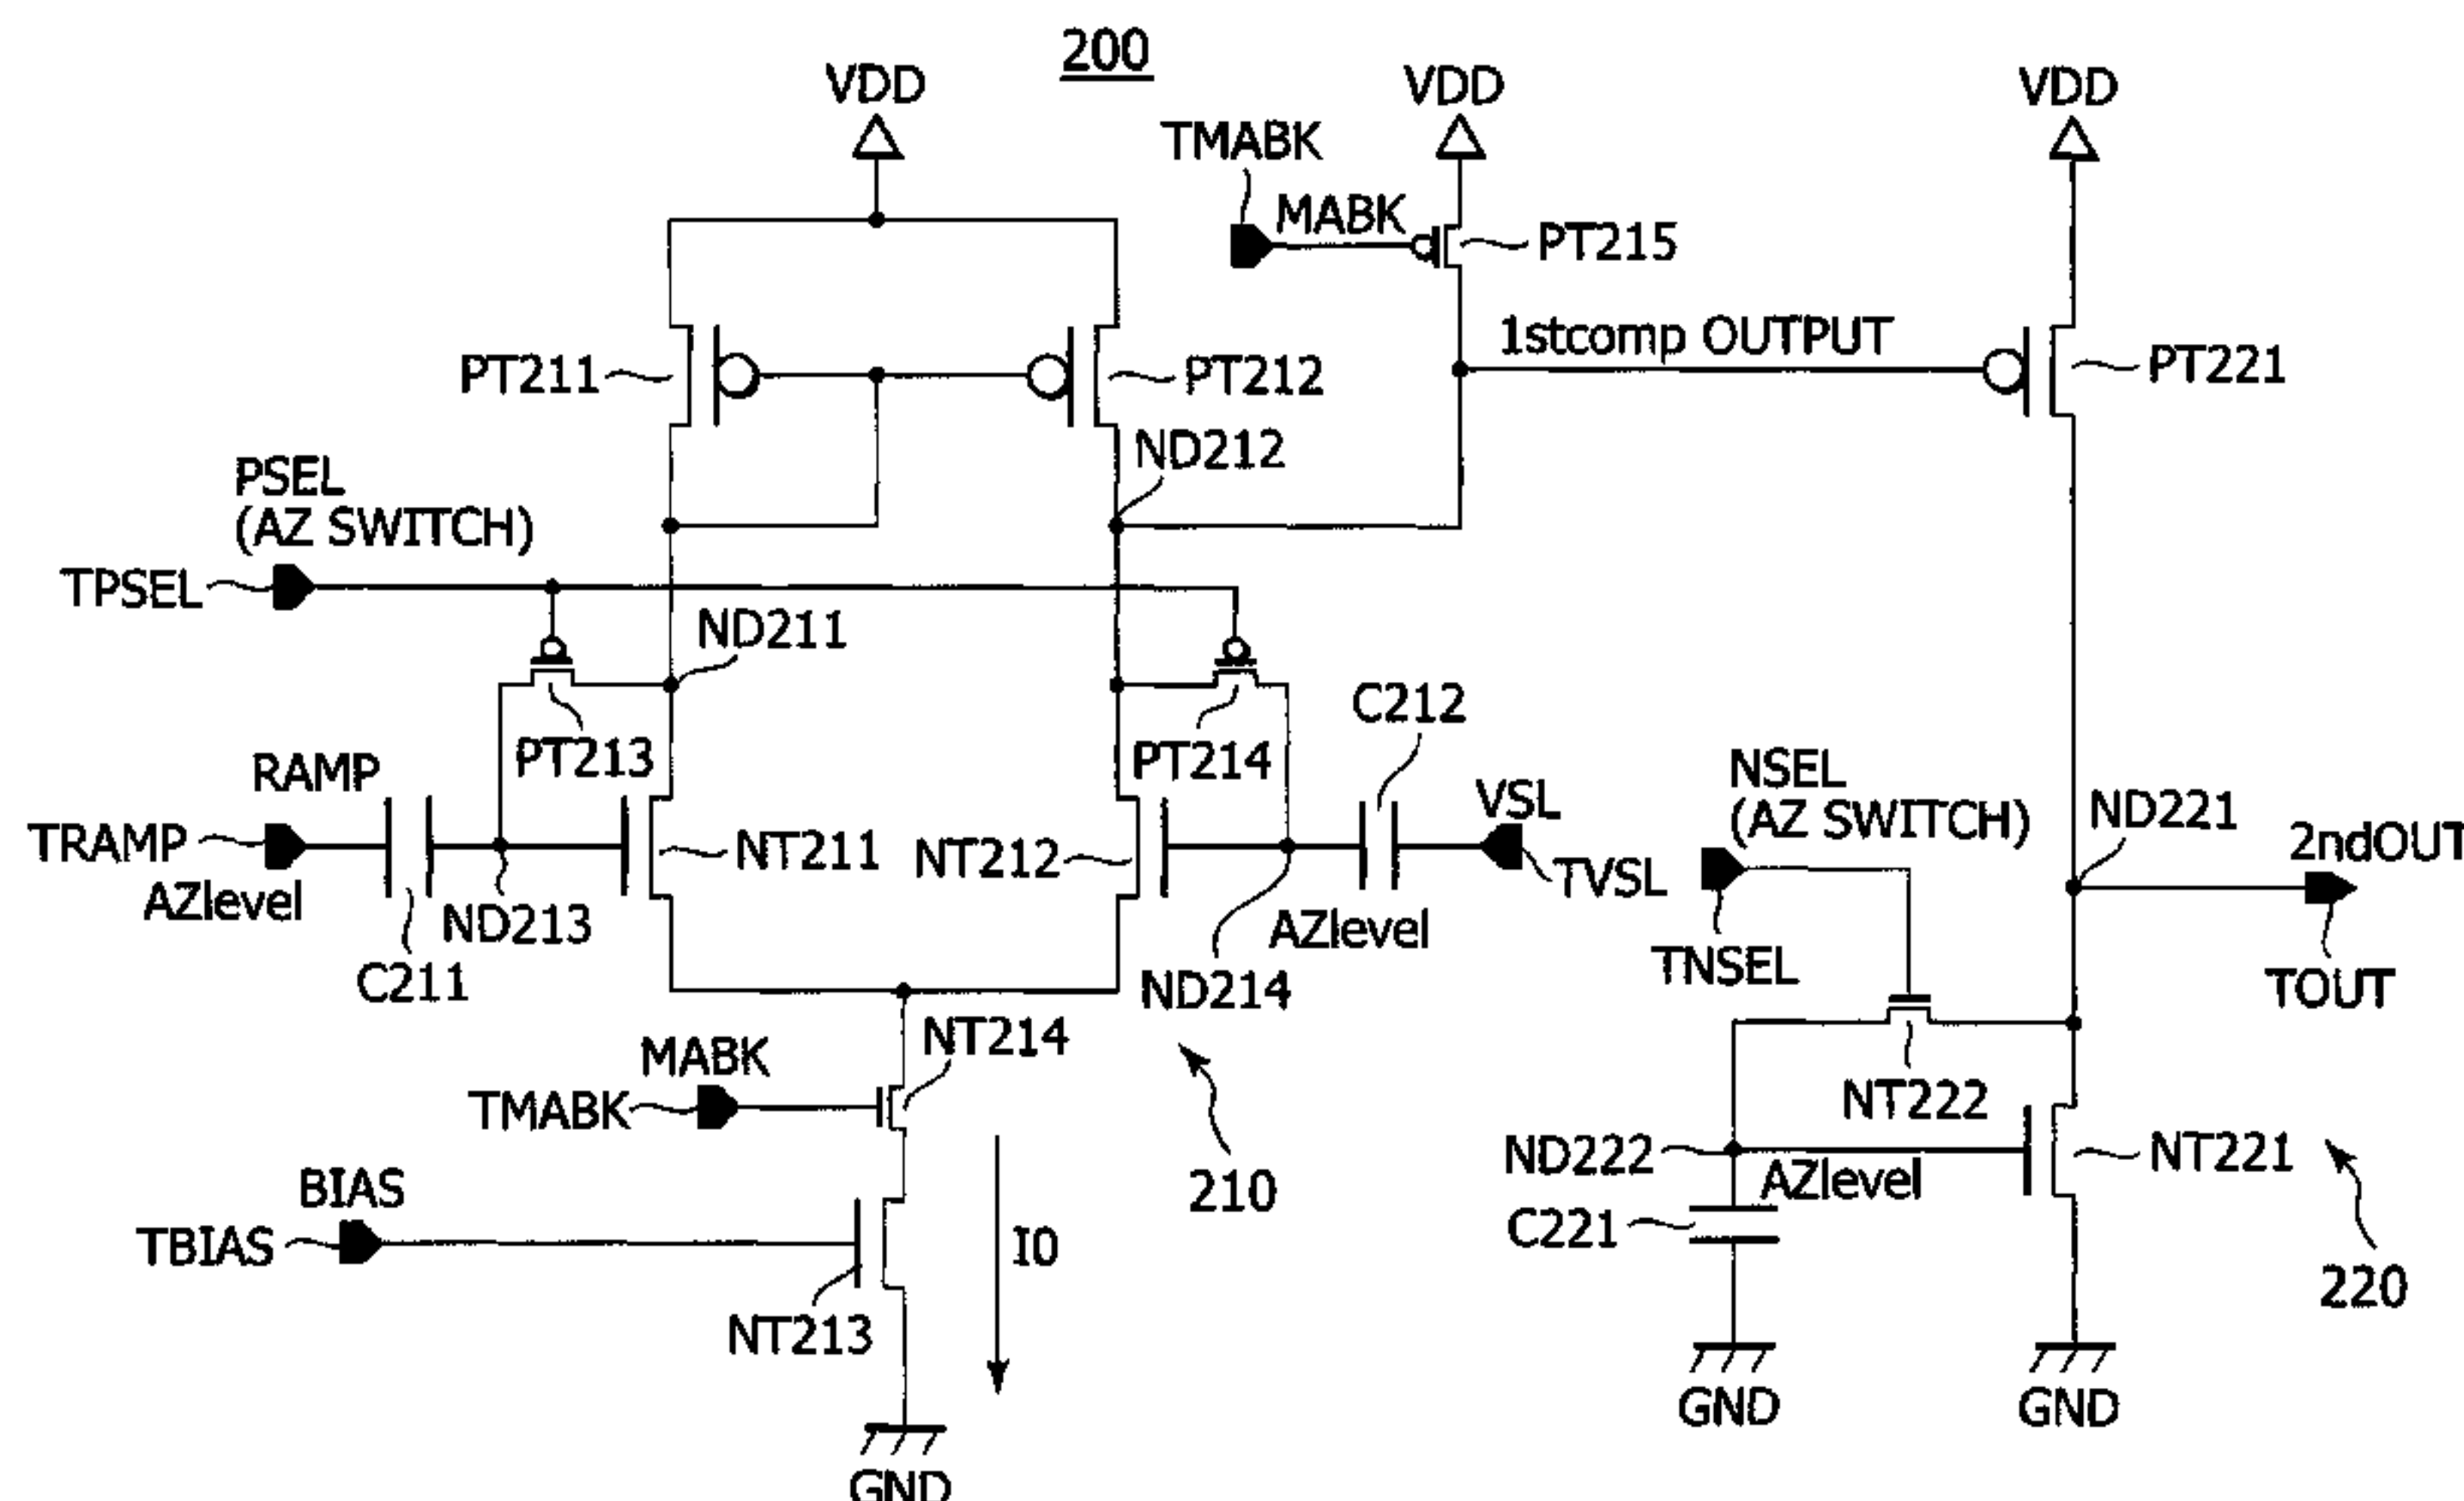 200
VDD
VDD
VDD
TMABK
MABK
PT215
1stcomp OUTPUT
PT211
PT212
PT221
ND212
PSEL
(AZ SWITCH)
TPSEL
ND211
C212
PT213
PT214
RAMP
NSEL
(AZ SWITCH)
VSL
ND221
TRAMP
NT211
NT212
2ndOUT
AZlevel
TVSL
ND213
AZlevel
C211
ND214
TNSEL
TOUT
NT214
MABK
TMABK
NT222
210
ND222
AZlevel
NT221
BIAS
TBIAS
I0
C221
220
NT213
GND
GND
GND